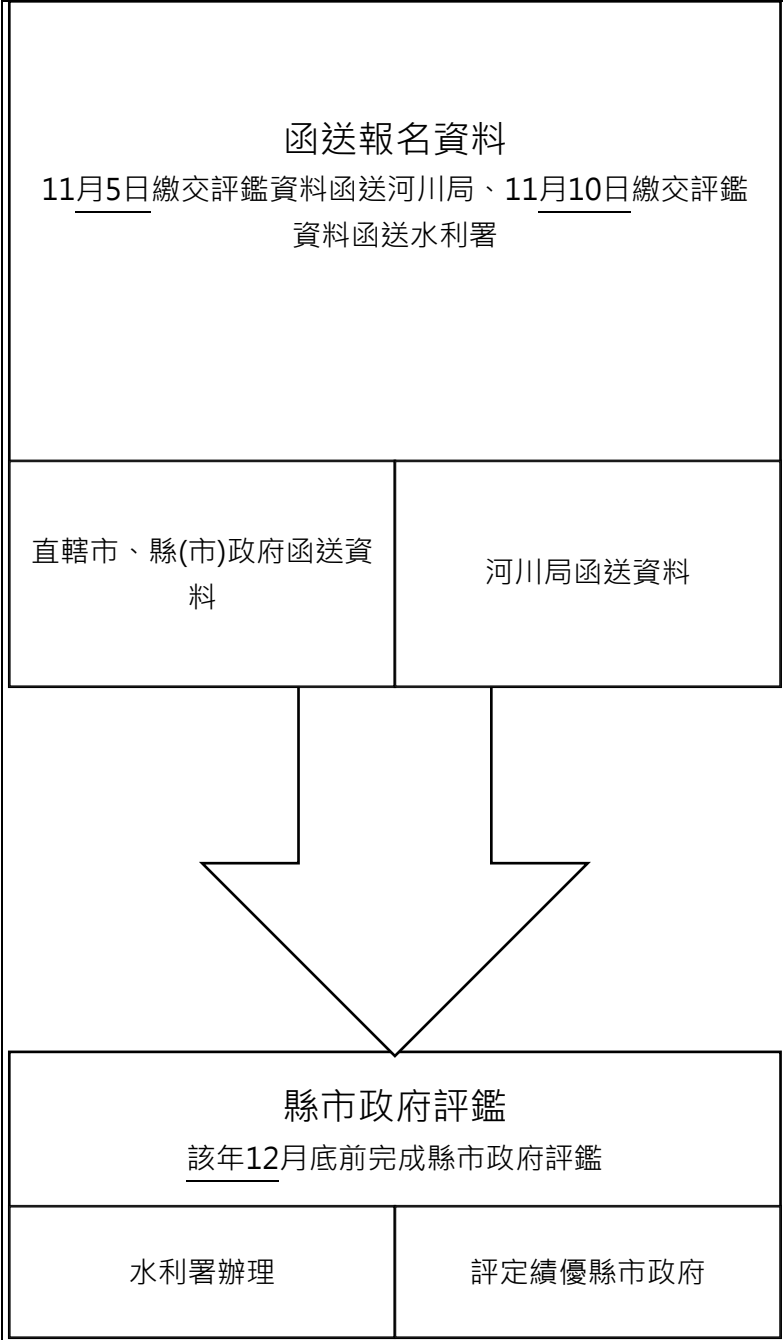 函送報名資料
11月5日繳交評鑑資料函送河川局、11月10日繳交評鑑
資料函送水利署
直轄市、縣(市)政府函送資
料
河川局函送資料
縣市政府評鑑
該年12月底前完成縣市政府評鑑
水利署辦理
評定績優縣市政府